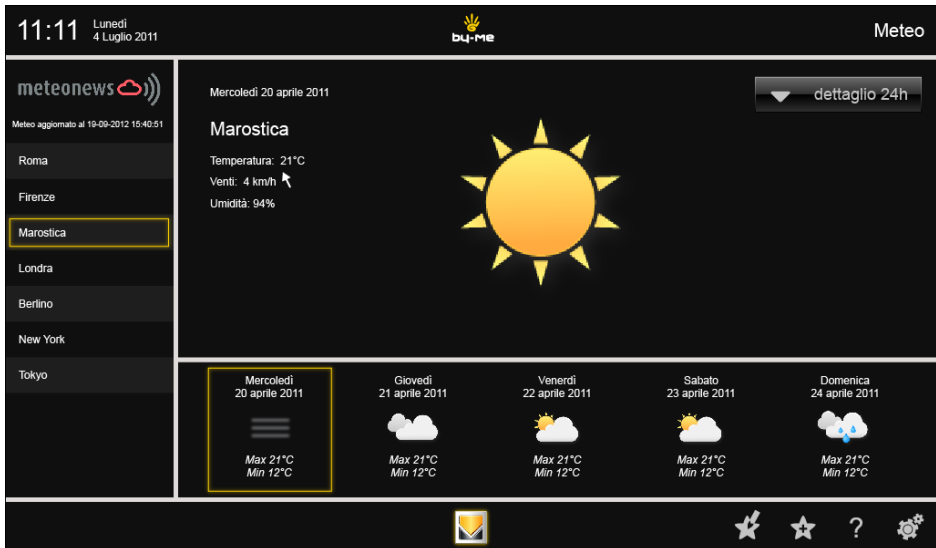 11:11
Lunedì
4 Luglio 2011
by-me
Meteo
meteonews
Meteo aggiornato al 19-09-2012 15:40:51
Roma
Firenze
Marostica
Londra
Berlino
New York
Tokyo
Mercoledì 20 aprile 2011
dettaglio 24h
Marostica
Temperatura: 21°C
Venti: 4 km/h
Umidità: 94%
Mercoledì
20 aprile 2011
Max 21°C
Min 12°C
Giovedì
21 aprile 2011
Max 21°C
Min 12°C
Venerdì
22 aprile 2011
Max 21°C
Min 12°C
Sabato
23 aprile 2011
Max 21°C
Min 12°C
Domenica
24 aprile 2011
Max 21°C
Min 12°C
?